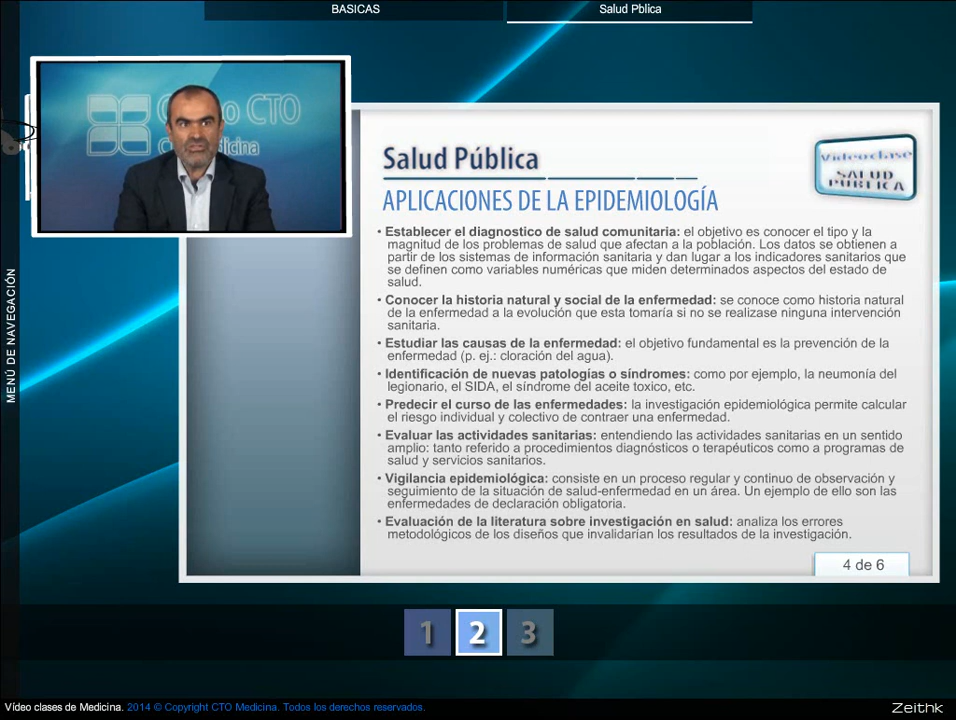 BASICAS
Salud Pblica
Grupo CTO
CTO Medicina
Salud Pública
Videoclase
SALUD
PÚBLICA
APLICACIONES DE LA EPIDEMIOLOGÍA
• Establecer el diagnostico de salud comunitaria: el objetivo es conocer el tipo y la
magnitud de los problemas de salud que afectan a la población. Los datos se obtienen a
partir de los sistemas de información sanitaria y dan lugar a los indicadores sanitarios que
se definen como variables numéricas que miden determinados aspectos del estado de
salud.
• Conocer la historia natural y social de la enfermedad: se conoce como historia natural
de la enfermedad a la evolución que esta tomaría si no se realizase ninguna intervención
sanitaria.
• Estudiar las causas de la enfermedad: el objetivo fundamental es la prevención de la
enfermedad (p. ej.: cloración del agua).
• Identificación de nuevas patologías o síndromes: como por ejemplo, la neumonía del
legionario, el SIDA, el síndrome del aceite toxico, etc.
• Predecir el curso de las enfermedades: la investigación epidemiológica permite calcular
el riesgo individual y colectivo de contraer una enfermedad.
• Evaluar las actividades sanitarias: entendiendo las actividades sanitarias en un sentido
amplio: tanto referido a procedimientos diagnósticos o terapéuticos como a programas de
salud y servicios sanitarios.
• Vigilancia epidemiológica: consiste en un proceso regular y continuo de observación y
seguimiento de la situación de salud-enfermedad en un área. Un ejemplo de ello son las
enfermedades de declaración obligatoria.
• Evaluación de la literatura sobre investigación en salud: analiza los errores
metodológicos de los diseños que invalidarían los resultados de la investigación.
4 de 6
MENÚ DE NAVEGACIÓN
1 2 3
Vídeo clases de Medicina. 2014 © Copyright CTO Medicina. Todos los derechos reservados.
Zeithk